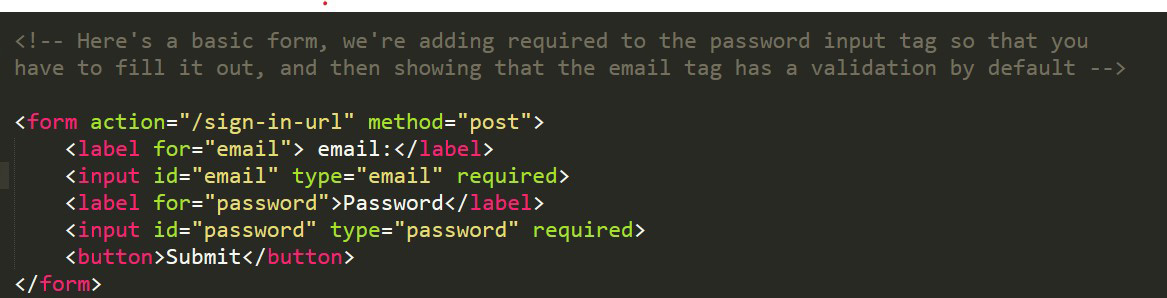 <!-- Here's a basic form, we're adding required to the password input tag so that you
have to fill it out, and then showing that the email tag has a validation by default -->
<form action="/sign-in-url" method="post">
<label for="email"> email:</label>
<input id="email" type="email" required>
<label for="password">Password</label>
<input id="password" type="password" required>
<button>Submit</button>
</form>